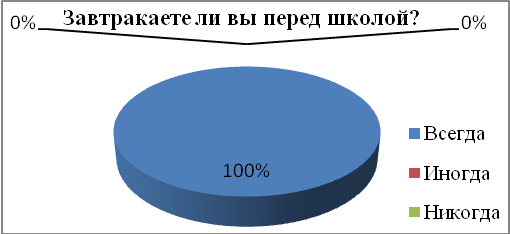 Завтракаете ли вы перед школой?
0%
0%
100%
Всегда
Иногда
Никогда